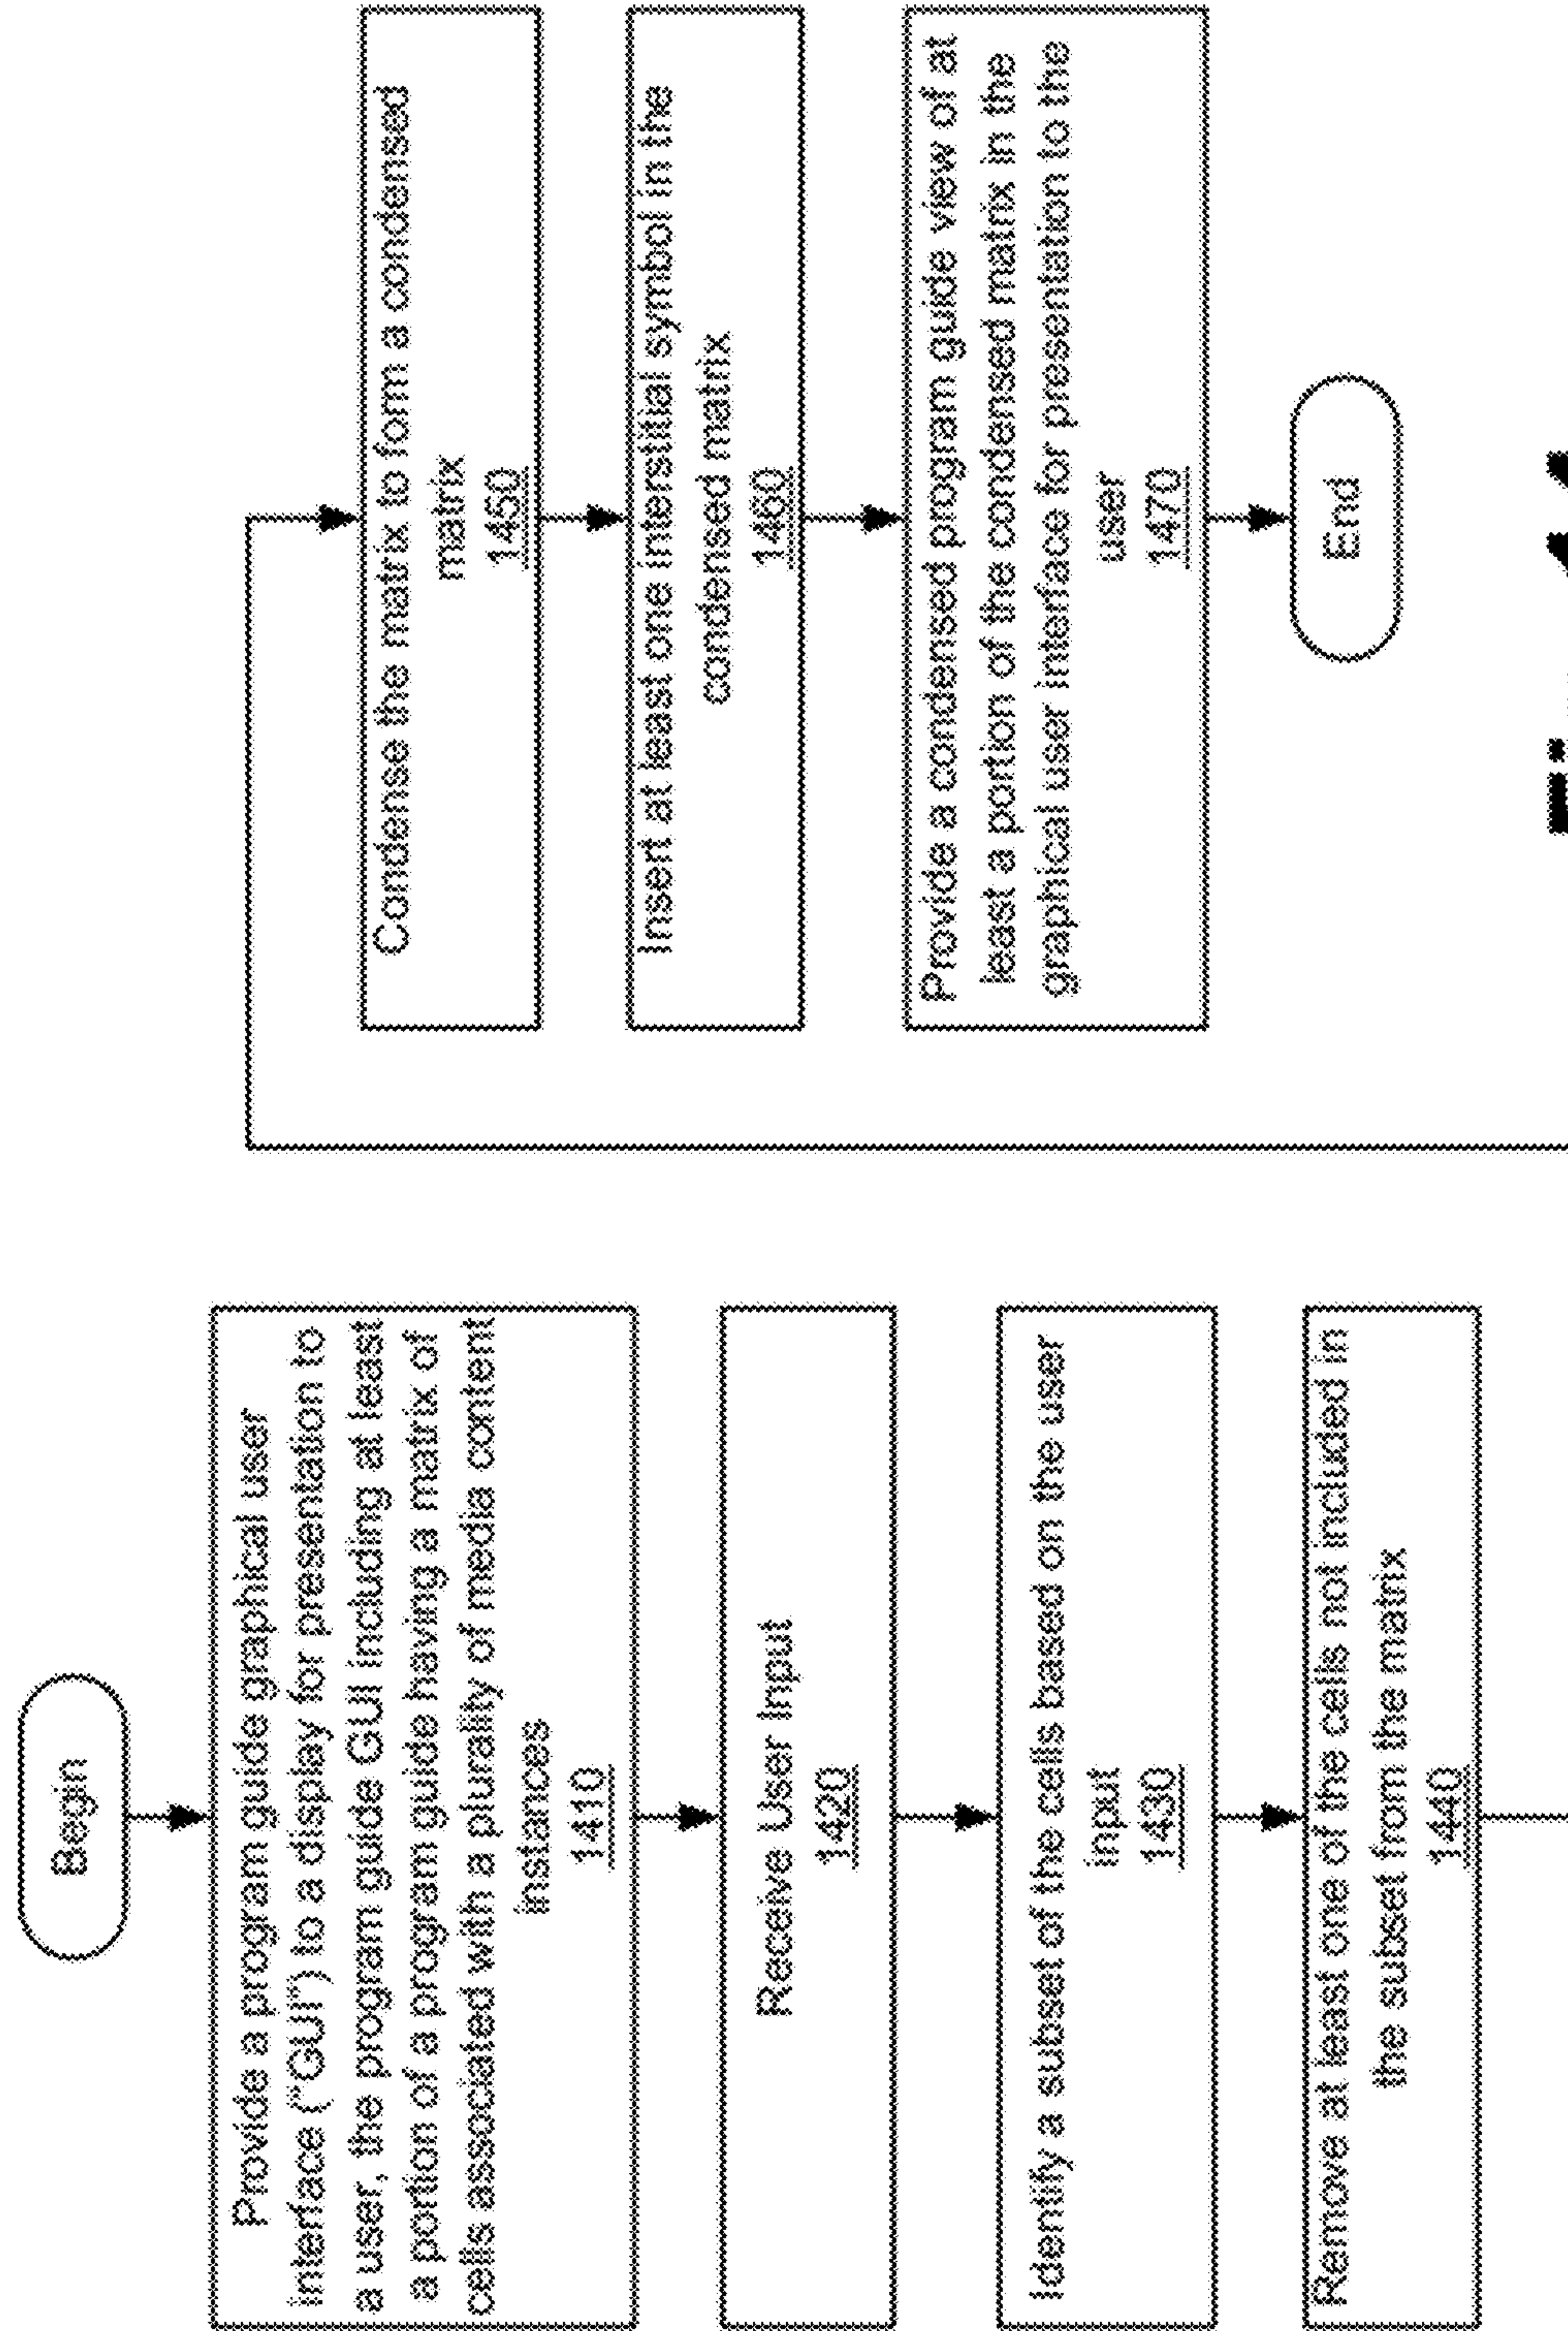 Begin
Provide a program guide graphical user
interface ("GUI") to a display for presentation to
a user, the program guide GUI including at least
a portion of a program guide having a matrix of
cells associated with a plurality of media content
instances
1410
Receive User Input
1420
Identify a subset of the cells based on the user
input
1430
Remove at least one of the cells not included in
the subset from the matrix
1440
Condense the matrix to form a condensed
matrix
1450
Insert at least one interstitial symbol in the
condensed matrix
1460
Provide a condensed program guide view of at
least a portion of the condensed matrix in the
graphical user interface for presentation to the
user
1470
End